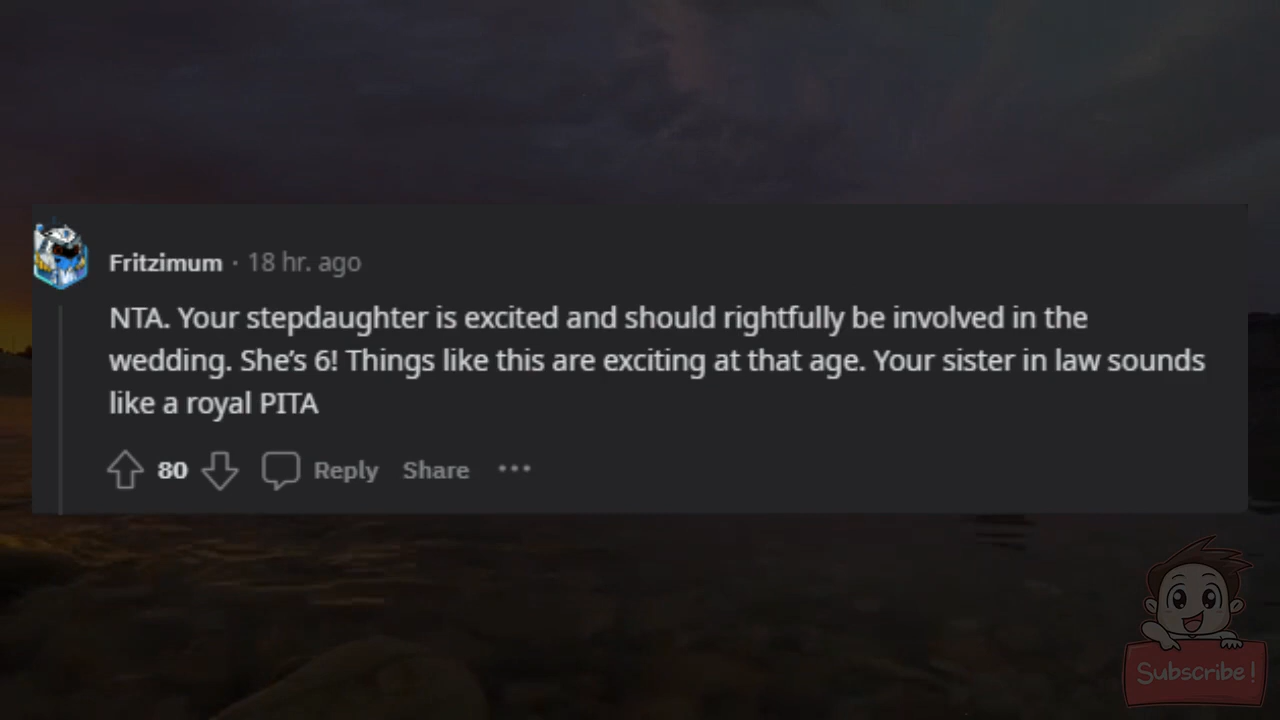 Fritzimum · 18 hr. ago
NTA. Your stepdaughter is excited and should rightfully be involved in the
wedding. She’s 6! Things like this are exciting at that age. Your sister in law sounds
like a royal PITA
80 Reply Share ···
Subscribe!